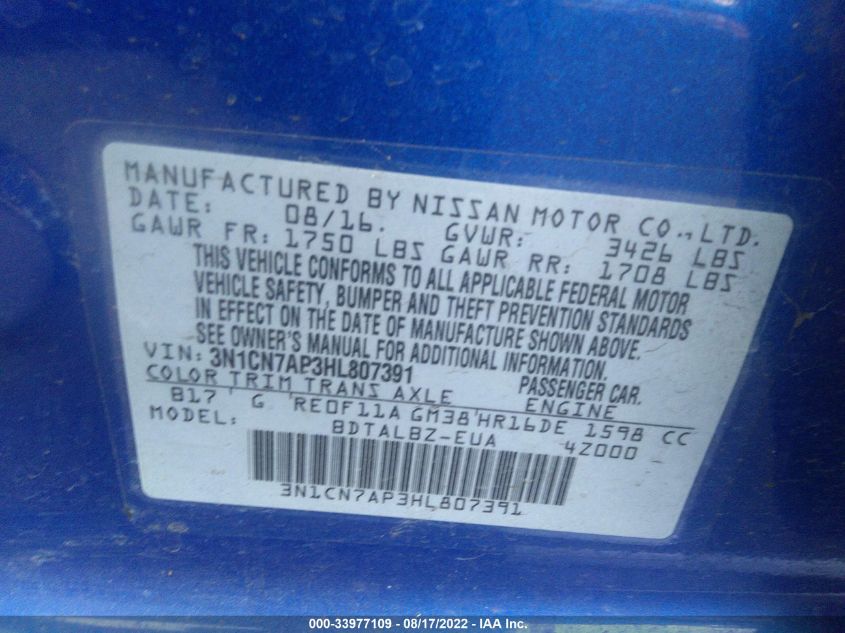 MANUFACTURED BY NISSAN MOTOR CO.,LTD.
DATE: 08/16. GVWR: 3426 LBS
GAWR FR: 1750 LBS GAWR RR: 1708 LBS
THIS VEHICLE CONFORMS TO ALL APPLICABLE FEDERAL MOTOR
VEHICLE SAFETY, BUMPER AND THEFT PREVENTION STANDARDS
IN EFFECT ON THE DATE OF MANUFACTURE SHOWN ABOVE.
SEE OWNER'S MANUAL FOR ADDITIONAL INFORMATION.
VIN: 3N1CN7AP3HL807391 PASSENGER CAR.
COLOR TRIM TRANS AXLE ENGINE
B17 ' G 'RE0F11A GM38'HR16DE 1598 CC
MODEL: BDTALBZ-EUA 4Z000
3N1CN7AP3HL807391
000-33977109 - 08/17/2022 - IAA Inc.